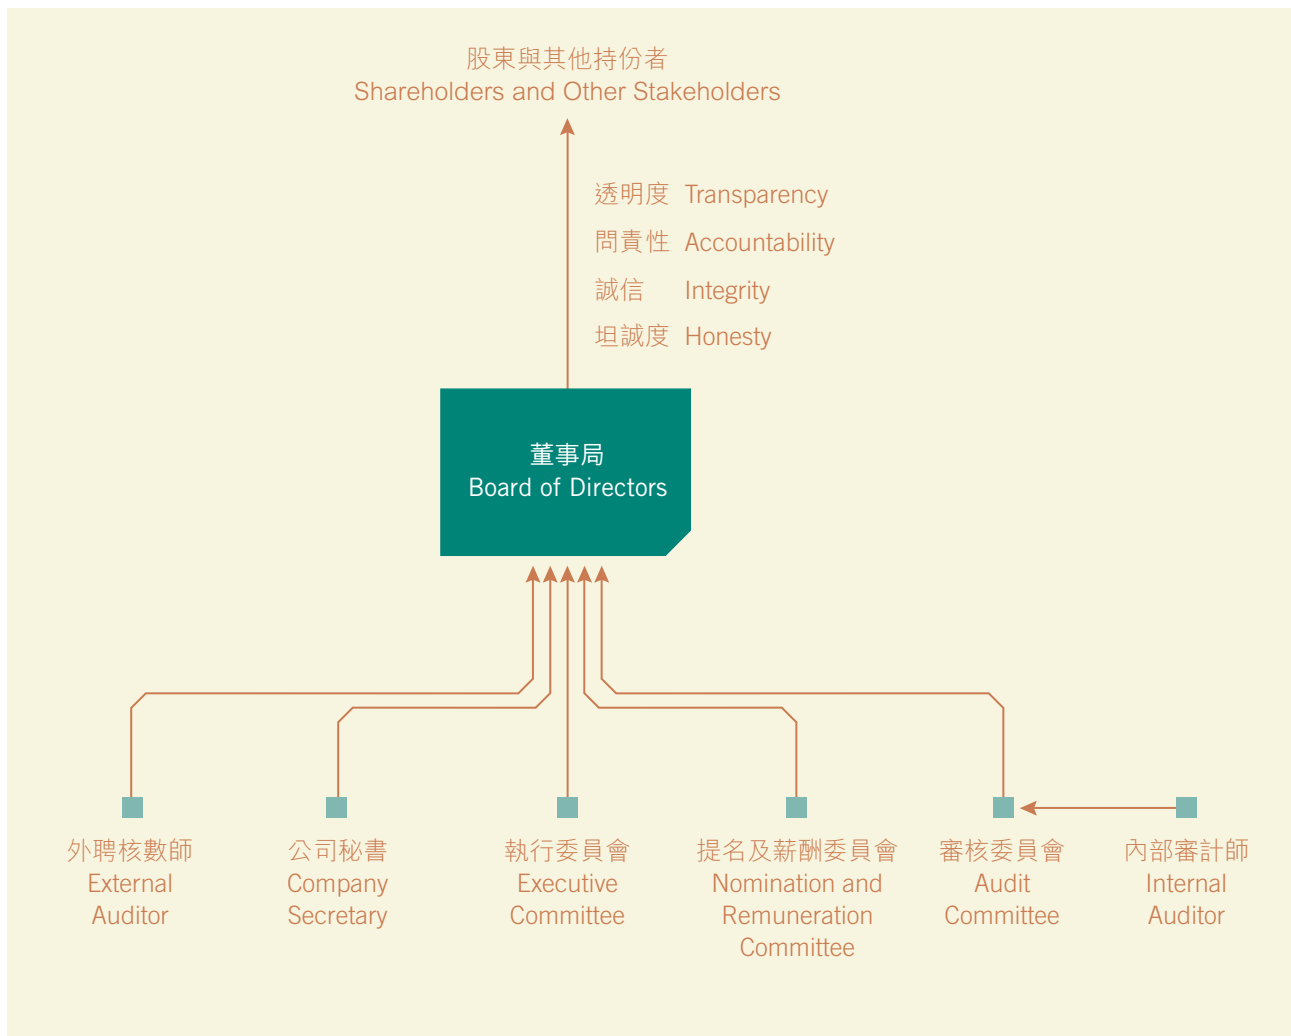 股東與其他持份者
Shareholders and Other Stakeholders
透明度 Transparency
問責性 Accountability
誠信 Integrity
坦誠度 Honesty
董事局
Board of Directors
外聘核數師
External
Auditor
公司秘書
Company
Secretary
執行委員會
Executive
Committee
提名及薪酬委員會
Nomination and
Remuneration
Committee
審核委員會
Audit
Committee
內部審計師
Internal
Auditor